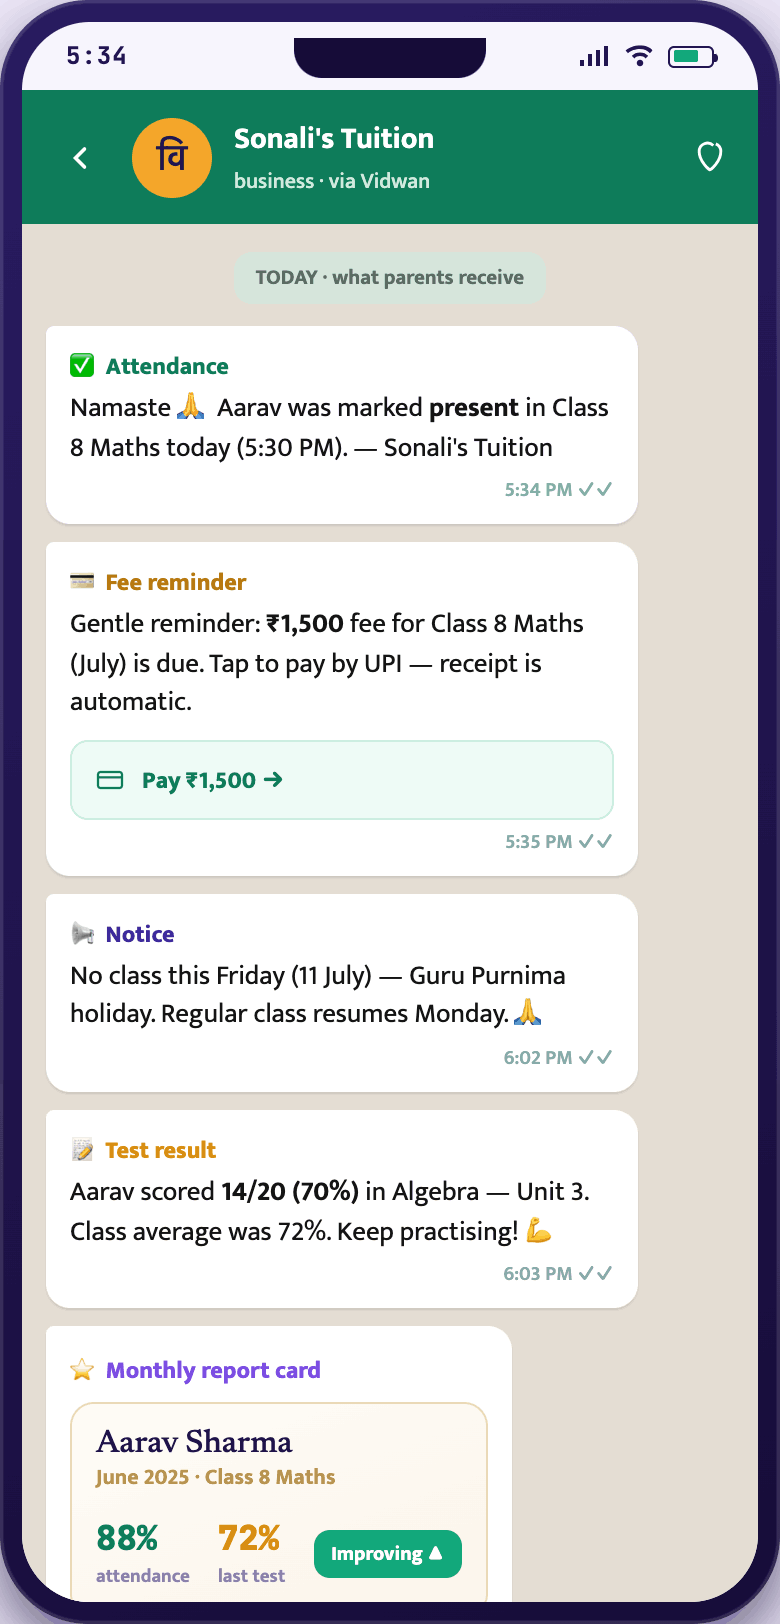 5:34
वि
Sonali's Tuition
business · via Vidwan
TODAY · what parents receive
✅ Attendance
Namaste 🙏 Aarav was marked present in Class
8 Maths today (5:30 PM). — Sonali's Tuition
5:34 PM ✓✓
💳 Fee reminder
Gentle reminder: ₹1,500 fee for Class 8 Maths
(July) is due. Tap to pay by UPI — receipt is
automatic.
Pay ₹1,500 →
5:35 PM ✓✓
📢 Notice
No class this Friday (11 July) — Guru Purnima
holiday. Regular class resumes Monday. 🙏
6:02 PM ✓✓
📝 Test result
Aarav scored 14/20 (70%) in Algebra — Unit 3.
Class average was 72%. Keep practising! 💪
6:03 PM ✓✓
⭐ Monthly report card
Aarav Sharma
June 2025 · Class 8 Maths
88% 72% Improving ▲
attendance last test